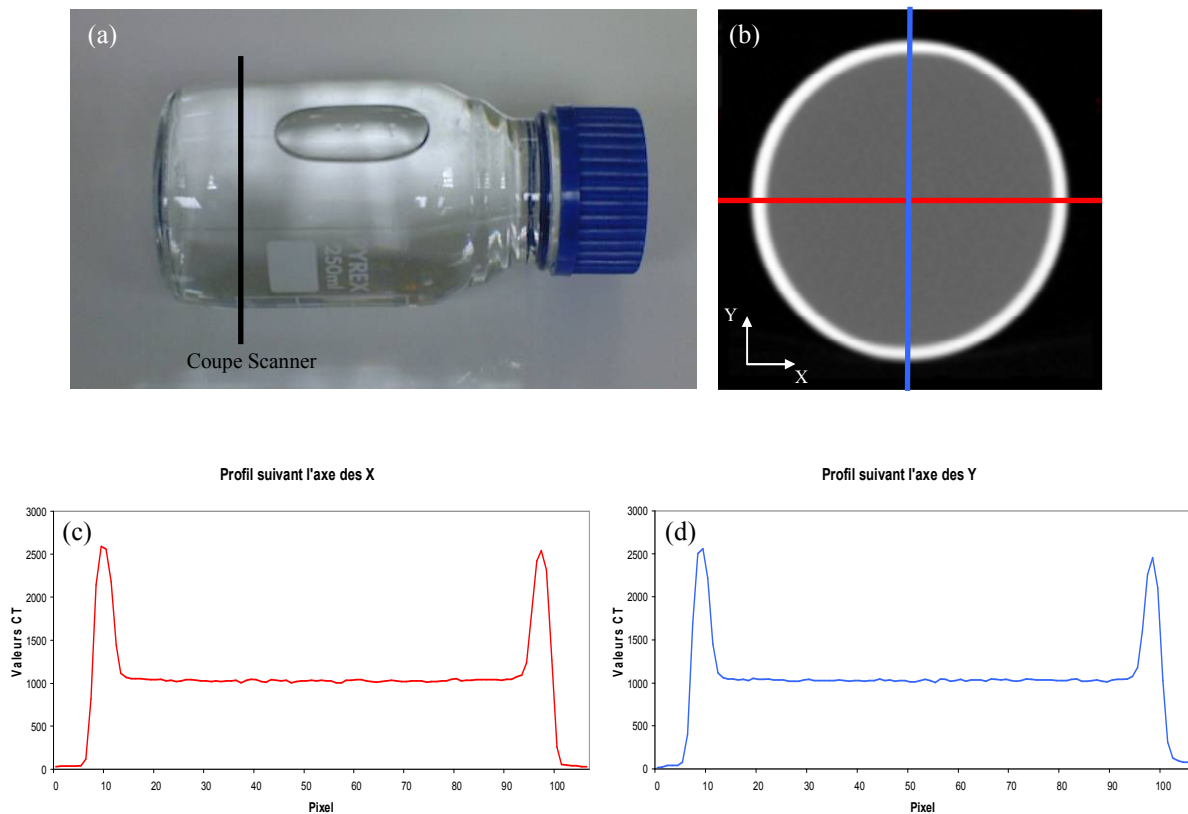 (a)
PYREX
250ml
Coupe Scanner
(b)
Y
X
Profil suivant l'axe des X
(c)
3000
2500
2000
1500
1000
500
0
Valeurs CT
0 10 20 30 40 50 60 70 80 90 100
Pixel
Profil suivant l'axe des Y
(d)
3000
2500
2000
1500
1000
500
0
Valeurs CT
0 10 20 30 40 50 60 70 80 90 100
Pixel